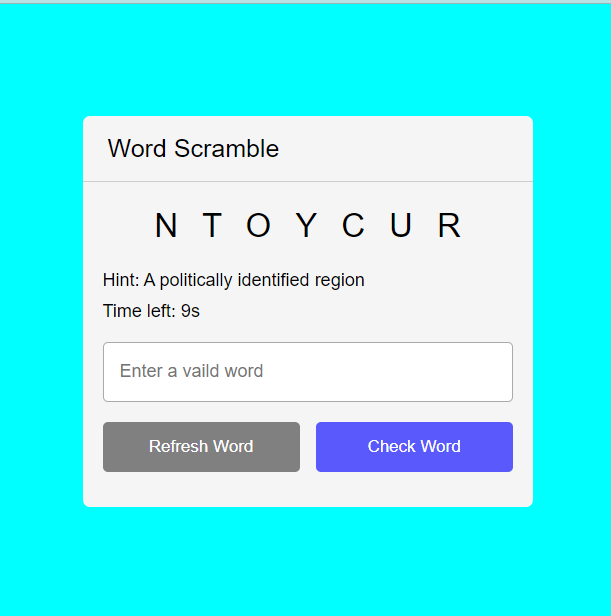 Word Scramble
N T O Y C U R
Hint: A politically identified region
Time left: 9s
Enter a vaild word
Refresh Word
Check Word